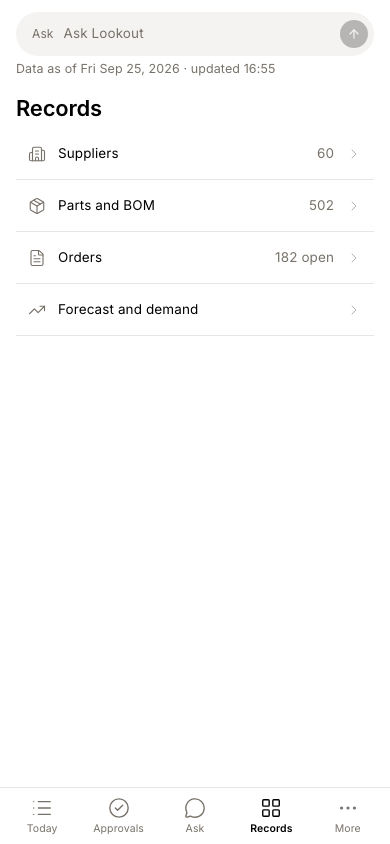 Ask Ask Lookout
Data as of Fri Sep 25, 2026 · updated 16:55
Records
Suppliers 60
Parts and BOM 502
Orders 182 open
Forecast and demand
Today Approvals Ask Records More